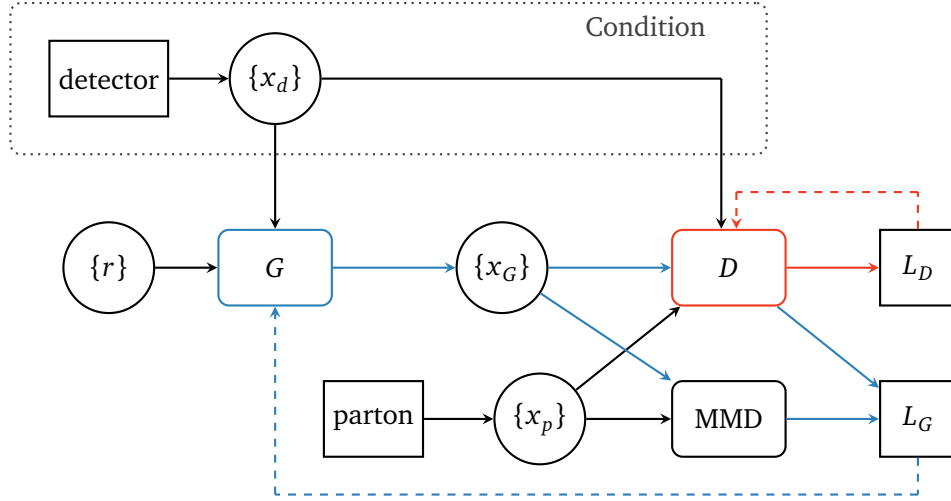 Condition
detector
{x_d}
{r}
G
{x_G}
D
L_D
parton
{x_p}
MMD
L_G